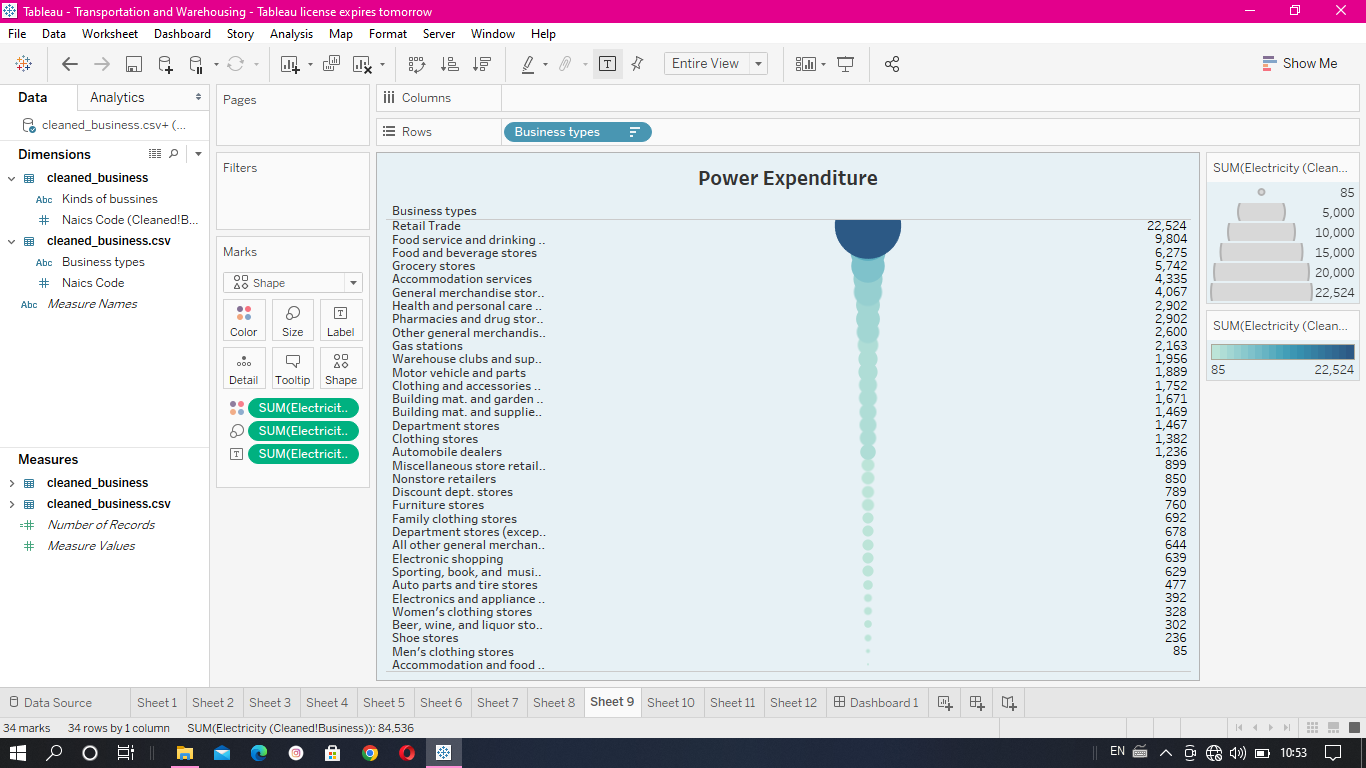 Tableau - Transportation and Warehousing - Tableau license expires tomorrow
File Data Worksheet Dashboard Story Analysis Map Format Server Window Help
Entire View
Show Me
Data Analytics
cleaned_business.csv+ (...
Dimensions
cleaned_business
Abc Kinds of bussines
# Naics Code (Cleaned!B...
cleaned_business.csv
Abc Business types
# Naics Code
Abc Measure Names
Measures
cleaned_business
cleaned_business.csv
=# Number of Records
# Measure Values
Pages
Filters
Marks
Shape
Color Size Label
Detail Tooltip Shape
SUM(Electricit..
SUM(Electricit..
SUM(Electricit..
Columns
Rows Business types
Power Expenditure
Business types
Retail Trade 22,524
Food service and drinking .. 9,804
Food and beverage stores 6,275
Grocery stores 5,742
Accommodation services 4,335
General merchandise stor.. 4,067
Health and personal care .. 2,902
Pharmacies and drug stor.. 2,902
Other general merchandis.. 2,600
Gas stations 2,163
Warehouse clubs and sup.. 1,956
Motor vehicle and parts 1,889
Clothing and accessories .. 1,752
Building mat. and garden .. 1,671
Building mat. and supplie.. 1,469
Department stores 1,467
Clothing stores 1,382
Automobile dealers 1,236
Miscellaneous store retail.. 899
Nonstore retailers 850
Discount dept. stores 789
Furniture stores 760
Family clothing stores 692
Department stores (excep.. 678
All other general merchan.. 644
Electronic shopping 639
Sporting, book, and musi.. 629
Auto parts and tire stores 477
Electronics and appliance .. 392
Women’s clothing stores 328
Beer, wine, and liquor sto.. 302
Shoe stores 236
Men’s clothing stores 85
Accommodation and food ..
SUM(Electricity (Clean...
85
5,000
10,000
15,000
20,000
22,524
SUM(Electricity (Clean...
85 22,524
Data Source Sheet 1 Sheet 2 Sheet 3 Sheet 4 Sheet 5 Sheet 6 Sheet 7 Sheet 8 Sheet 9 Sheet 10 Sheet 11 Sheet 12 Dashboard 1
34 marks 34 rows by 1 column SUM(Electricity (Cleaned!Business)): 84,536
EN 10:53